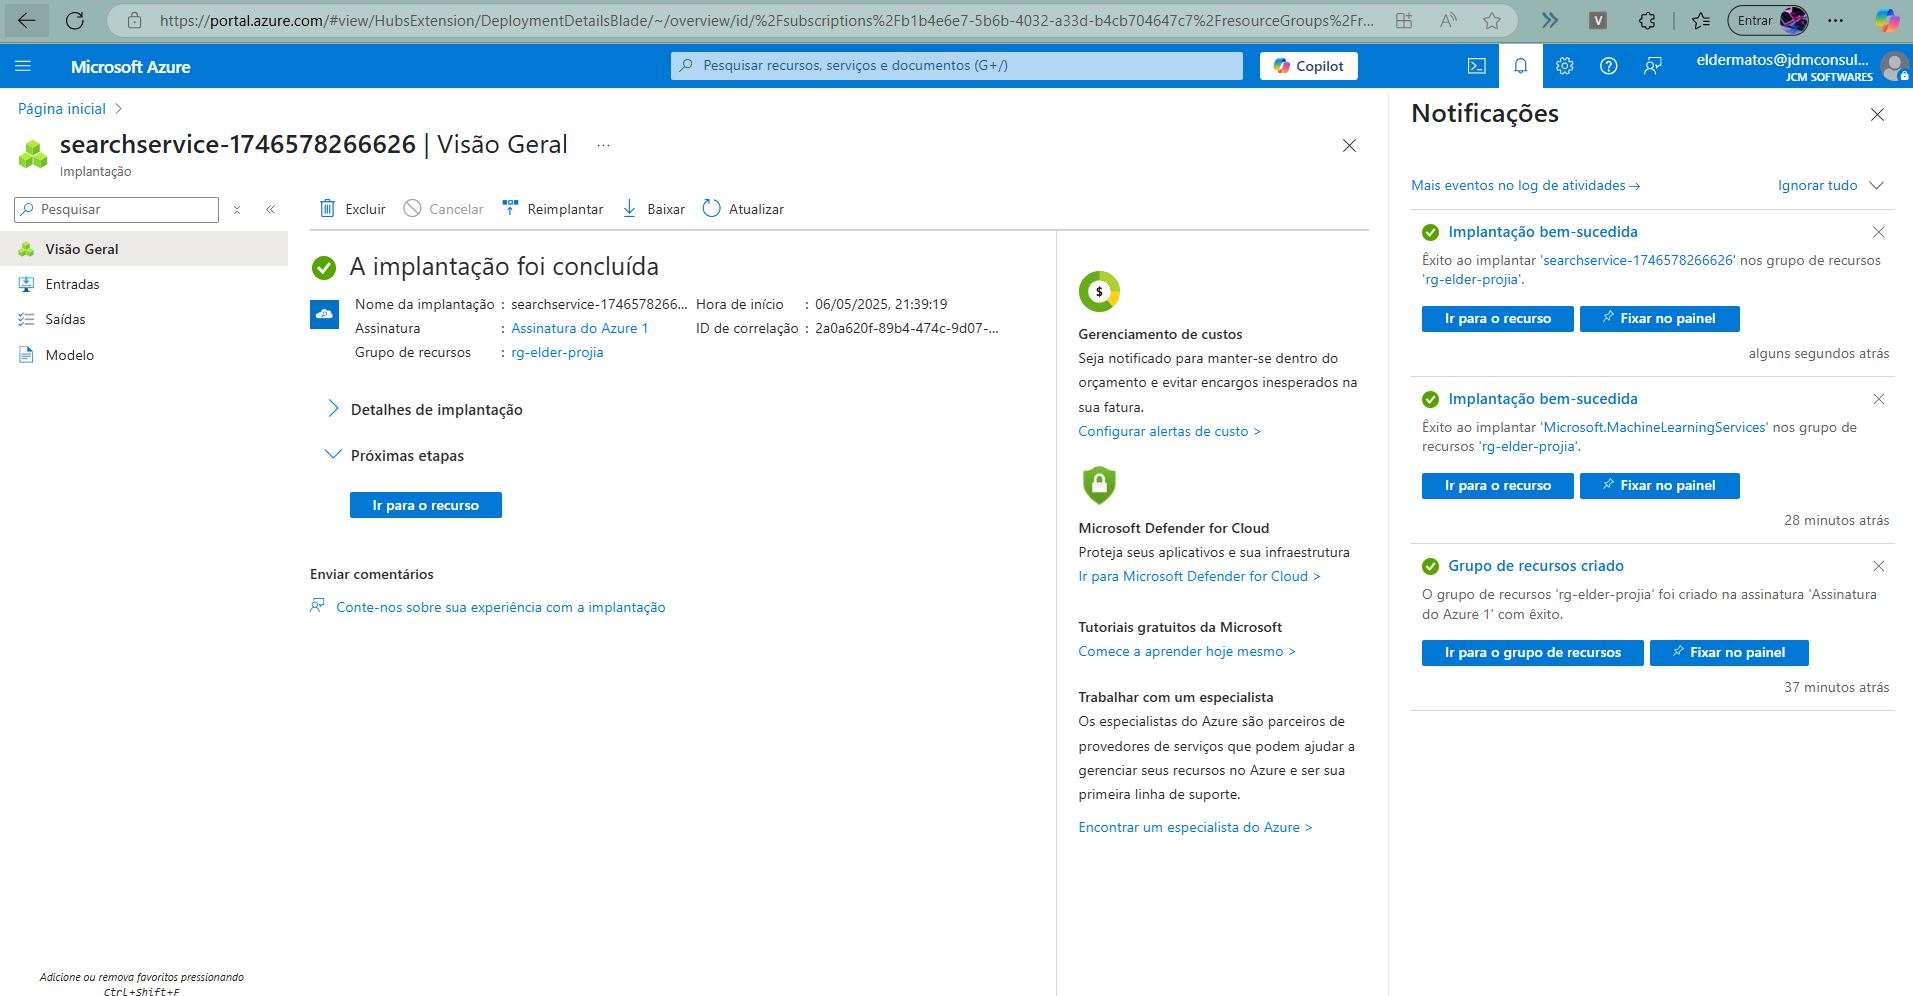 https://portal.azure.com/#view/HubsExtension/DeploymentDetailsBlade/~/overview/id/%2Fsubscriptions%2Fb1b4e6e7-5b6b-4032-a33d-b4cb704647c7%2FresourceGroups%2Fr...
Entrar
Microsoft Azure
Pesquisar recursos, serviços e documentos (G+/)
Copilot
eldermatos@jdmconsul...
JCM SOFTWARES
Página inicial
searchservice-1746578266626 | Visão Geral
Implantação
Pesquisar
Visão Geral
Entradas
Saídas
Modelo
Adicione ou remova favoritos pressionando
Ctrl+Shift+F
Excluir
Cancelar
Reimplantar
Baixar
Atualizar
A implantação foi concluída
Nome da implantação : searchservice-1746578266...
Assinatura : Assinatura do Azure 1
Grupo de recursos : rg-elder-projia
Hora de início : 06/05/2025, 21:39:19
ID de correlação : 2a0a620f-89b4-474c-9d07-...
Detalhes de implantação
Próximas etapas
Ir para o recurso
Enviar comentários
Conte-nos sobre sua experiência com a implantação
Gerenciamento de custos
Seja notificado para manter-se dentro do
orçamento e evitar encargos inesperados na
sua fatura.
Configurar alertas de custo >
Microsoft Defender for Cloud
Proteja seus aplicativos e sua infraestrutura
Ir para Microsoft Defender for Cloud >
Tutoriais gratuitos da Microsoft
Comece a aprender hoje mesmo >
Trabalhar com um especialista
Os especialistas do Azure são parceiros de
provedores de serviços que podem ajudar a
gerenciar seus recursos no Azure e ser sua
primeira linha de suporte.
Encontrar um especialista do Azure >
Notificações
Mais eventos no log de atividades →
Ignorar tudo
Implantação bem-sucedida
Êxito ao implantar 'searchservice-1746578266626' nos grupo de recursos
'rg-elder-projia'.
Ir para o recurso
Fixar no painel
alguns segundos atrás
Implantação bem-sucedida
Êxito ao implantar 'Microsoft.MachineLearningServices' nos grupo de
recursos 'rg-elder-projia'.
Ir para o recurso
Fixar no painel
28 minutos atrás
Grupo de recursos criado
O grupo de recursos 'rg-elder-projia' foi criado na assinatura 'Assinatura
do Azure 1' com êxito.
Ir para o grupo de recursos
Fixar no painel
37 minutos atrás